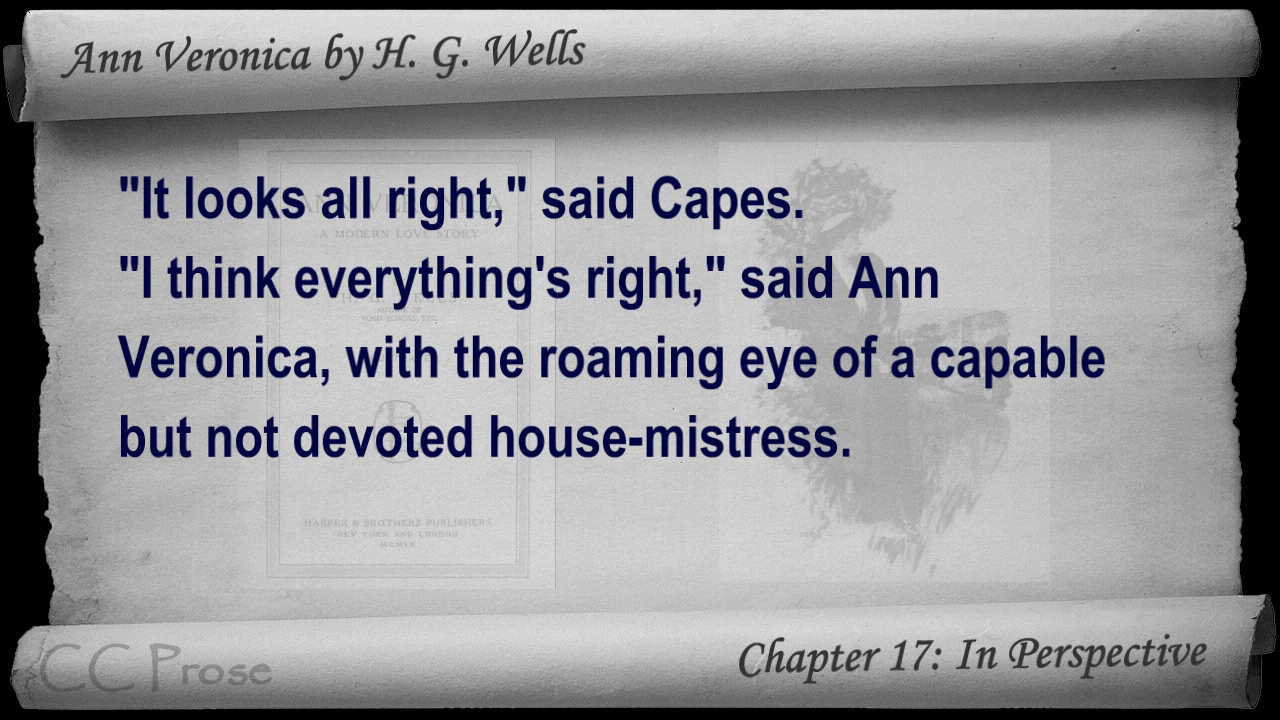 Ann Veronica by H. G. Wells
"It looks all right," said Capes.
"I think everything's right," said Ann
Veronica, with the roaming eye of a capable
but not devoted house-mistress.
A MODERN LOVE STORY
HARPER & BROTHERS PUBLISHERS
NEW YORK AND LONDON
MCMIX
CC Prose
Chapter 17: In Perspective